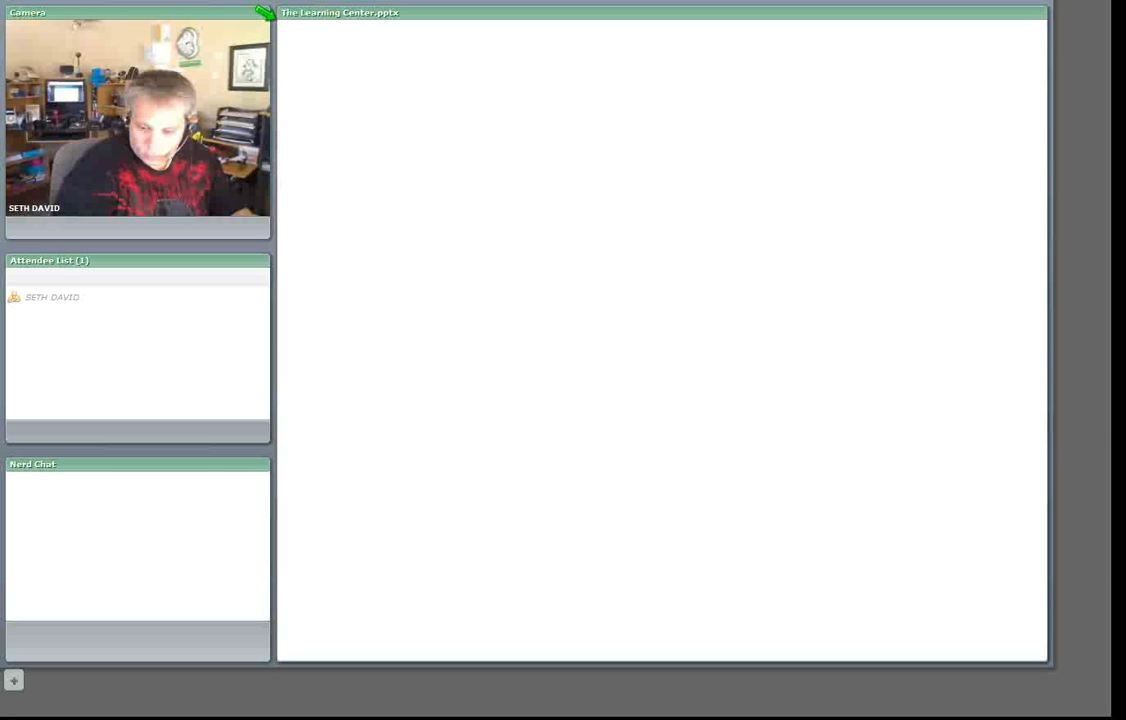 Camera
The Learning Center.pptx
SETH DAVID
Attendee List (1)
SETH DAVID
Nerd Chat
+